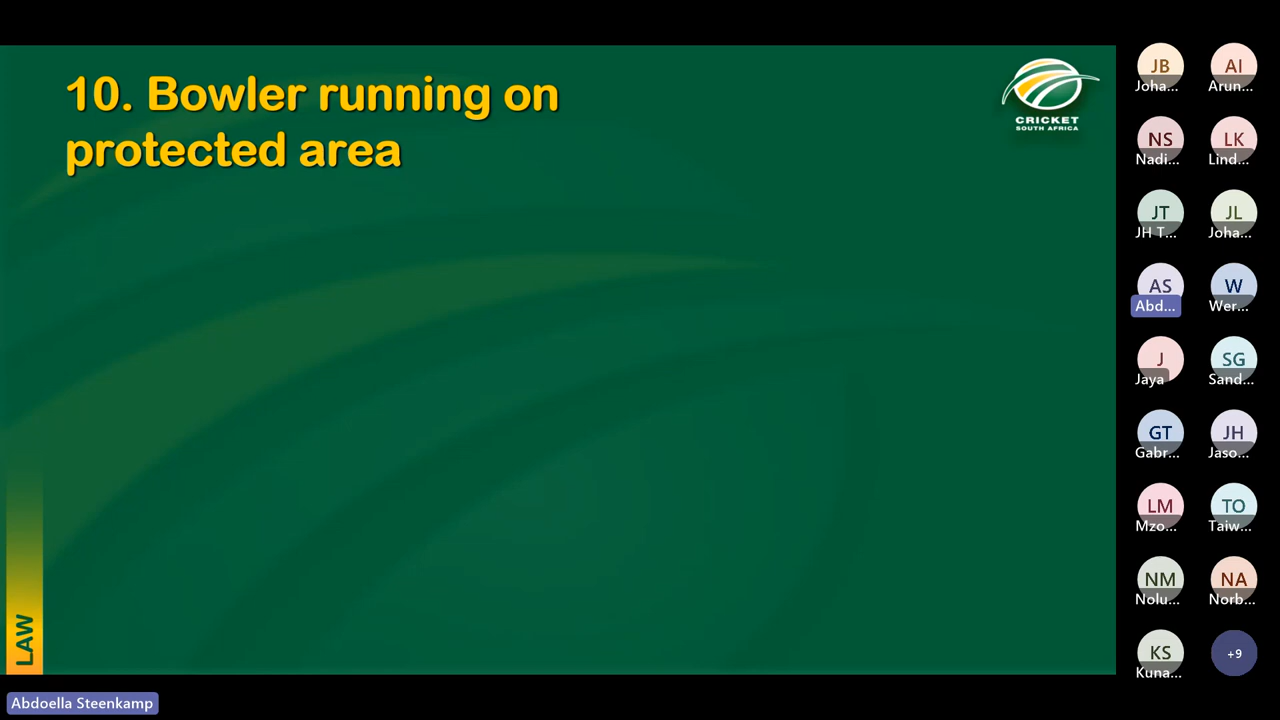 10. Bowler running on
protected area
CRICKET
SOUTH AFRICA
LAW
Abdoella Steenkamp
JB
Joha...
AI
Arun...
NS
Nadi...
LK
Lind...
JT
JH T...
JL
Joha...
AS
Abd...
W
Wer...
J
Jaya
SG
Sand...
GT
Gabr...
JH
Jaso...
LM
Mzo...
TO
Taiw...
NM
Nolu...
NA
Norb...
KS
Kuna...
+9